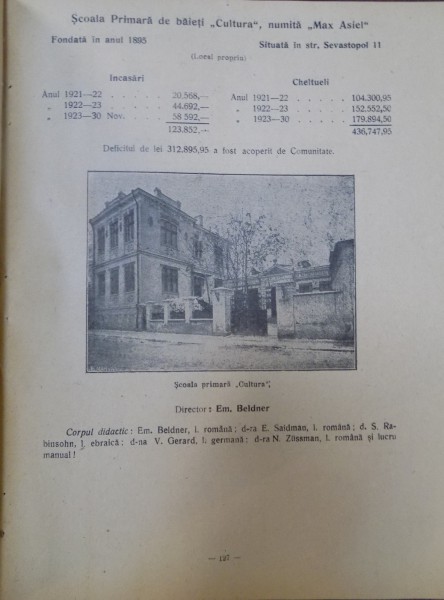 Școala Primară de băieți „Cultura“, numită „Max Asiel“
Fondată în anul 1895
Situată în str. Sevastopol 11
(Local propriu)
Incasări
Anul 1921—22 . . . . . 20.568,—
„ 1922—23 . . . . . 44.692,—
„ 1923—30 Nov. . . . 58 592,—
123.852,—
Cheltueli
Anul 1921—22 . . . . . 104.300,95
„ 1922—23 . . . . . 152.552,50
„ 1923—30 . . . . . 179.894,50
436,747,95
Deficitul de lei 312.895,95 a fost acoperit de Comunitate.
Școala primară „Cultura“,
Director: Em. Beldner
Corpul didactic: Em. Beldner, l. română; d-ra E. Saidman, l. română; d. S. Ra-
biusohn, l. ebraică; d-na V. Gerard, l. germană; d-ra N. Züssman, l. română și lucru
manual!
— 127 —